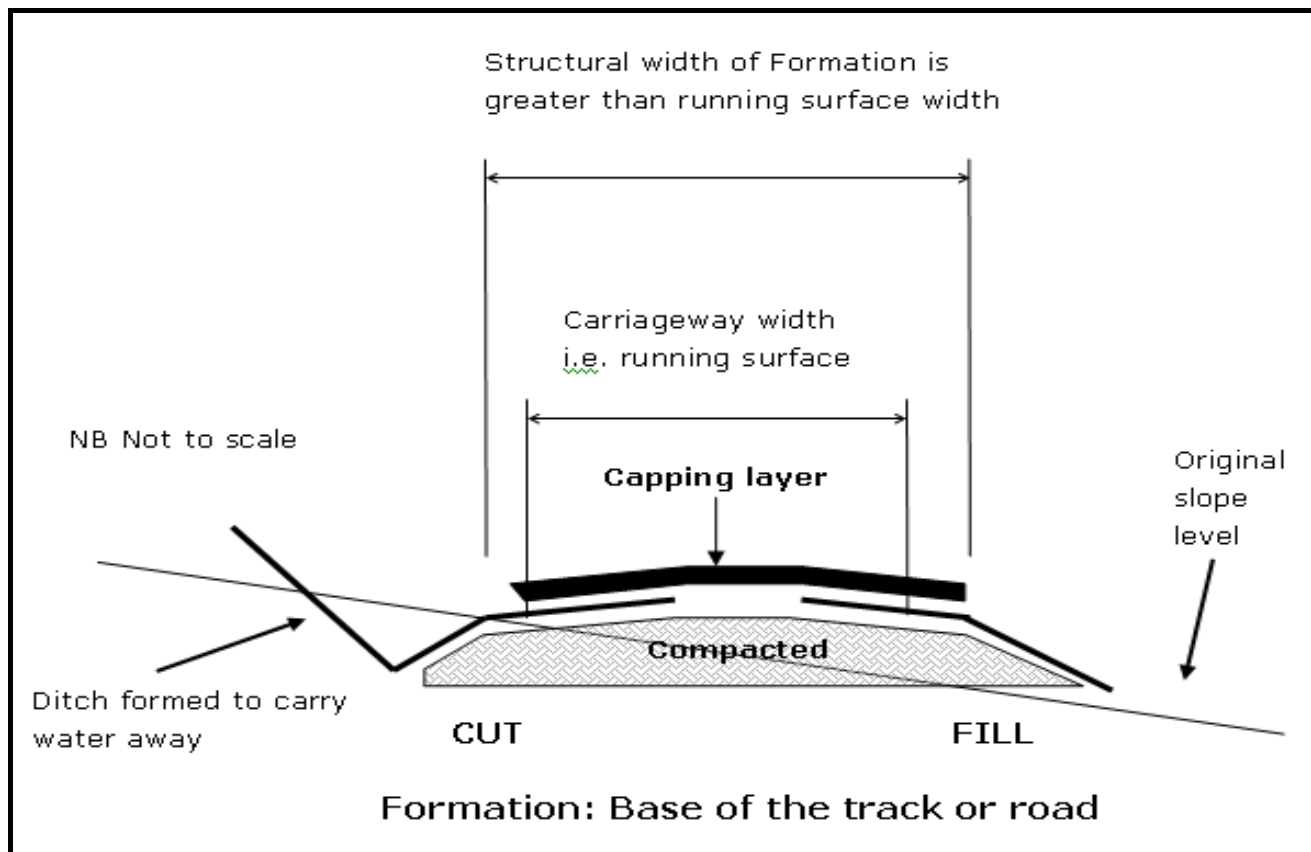 Structural width of Formation is
greater than running surface width
Carriageway width
i.e. running surface
NB Not to scale
Capping layer
Original
slope
level
Compacted
Ditch formed to carry
water away
CUT
FILL
Formation: Base of the track or road